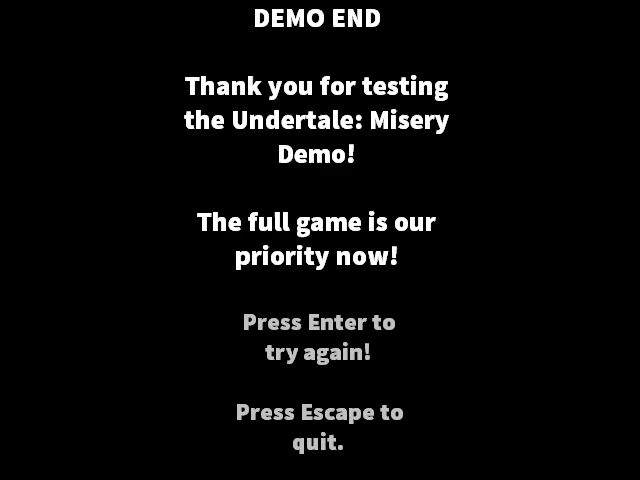 DEMO END
Thank you for testing
the Undertale: Misery
Demo!
The full game is our
priority now!
Press Enter to
try again!
Press Escape to
quit.